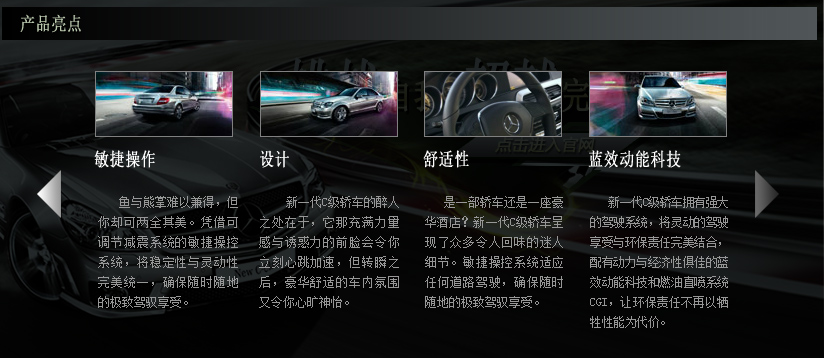 产品亮点
点击进入官网
敏捷操作
鱼与熊掌难以兼得，但
你却可两全其美。凭借可
调节减震系统的敏捷操控
系统，将稳定性与灵动性
完美统一，确保随时随地
的极致驾驭享受。
设计
新一代C级轿车的醉人
之处在于，它那充满力量
感与诱惑力的前脸会令你
立刻心跳加速，但转瞬之
后，豪华舒适的车内氛围
又令你心旷神怡。
舒适性
是一部轿车还是一座豪
华酒店？新一代C级轿车呈
现了众多令人回味的迷人
细节。敏捷操控系统适应
任何道路驾驶，确保随时
随地的极致驾驭享受。
蓝效动能科技
新一代C级轿车拥有强大
的驾驶系统，将灵动的驾驶
享受与环保责任完美结合，
配有动力与经济性俱佳的蓝
效动能科技和燃油直喷系统
CGI，让环保责任不再以牺
牲性能为代价。